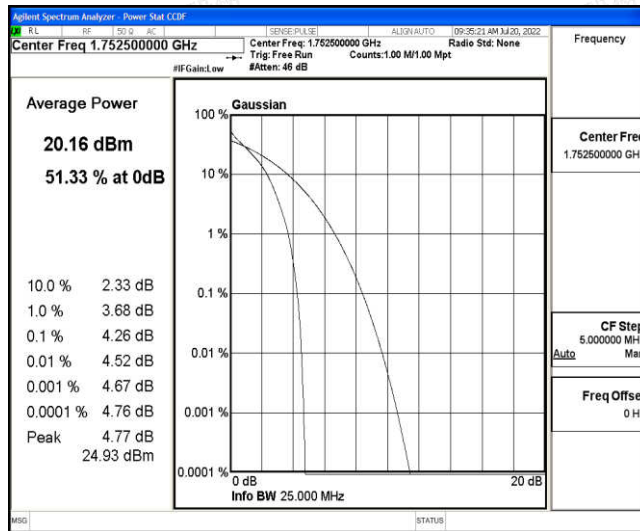 Agilent Spectrum Analyzer - Power Stat CCDF
RL RF 50 Ω AC SENSE:PULSE ALIGN AUTO 09:35:21 AM Jul 20, 2022
Center Freq 1.752500000 GHz
Center Freq: 1.752500000 GHz Radio Std: None
Trig: Free Run Counts:1.00 M/1.00 Mpt
#IFGain:Low #Atten: 46 dB
Frequency
Average Power
20.16 dBm
51.33 % at 0dB
10.0 % 2.33 dB
1.0 % 3.68 dB
0.1 % 4.26 dB
0.01 % 4.52 dB
0.001 % 4.67 dB
0.0001 % 4.76 dB
Peak 4.77 dB
24.93 dBm
Gaussian
100 %
10 %
1 %
0.1 %
0.01 %
0.001 %
0.0001 %
0 dB 20 dB
Info BW 25.000 MHz
Center Fre
1.752500000 GH
CF Step
5.000000 MH
Auto Ma
Freq Offse
0 H
MSG STATUS